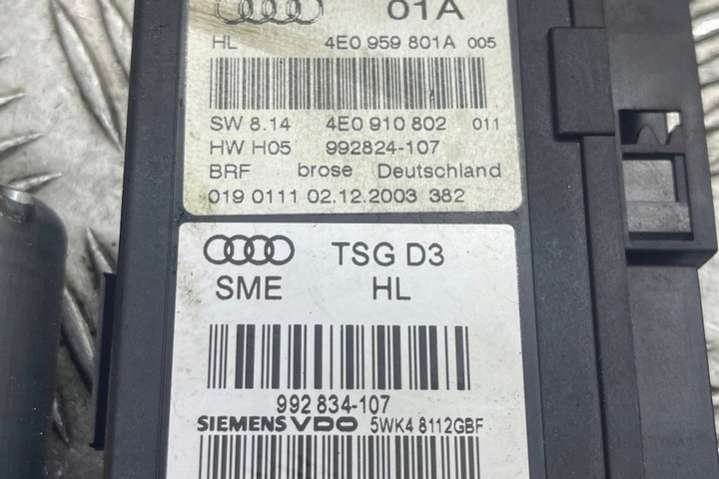 01A
HL 4E0 959 801A 005
SW 8.14 4E0 910 802 011
HW H05 992824-107
BRF brose Deutschland
019 0111 02.12.2003 382
TSG D3
SME HL
992 834-107
SIEMENS VDO 5WK4 8112GBF